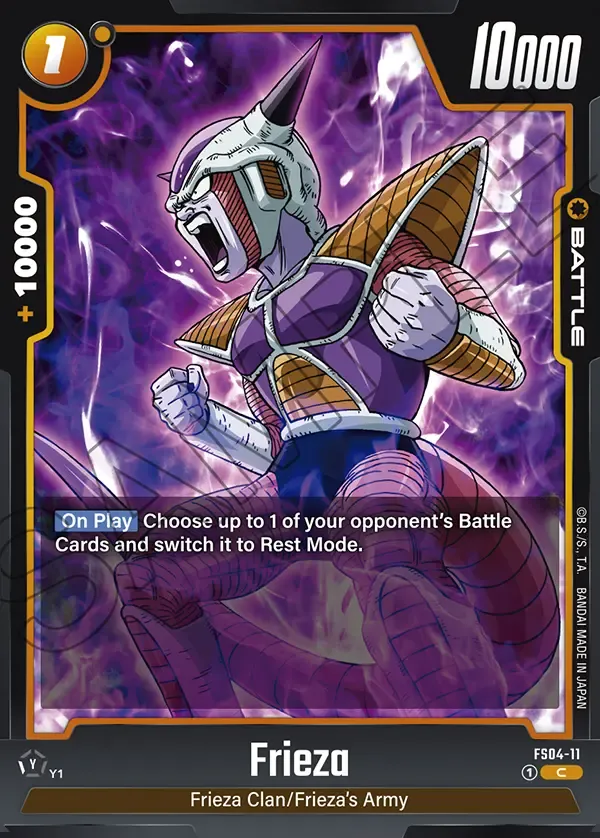 1
10000
+ 10000
BATTLE
SAMPLE
On Play Choose up to 1 of your opponent's Battle
Cards and switch it to Rest Mode.
©B.S./S., T.A. BANDAI MADE IN JAPAN
Frieza
FS04-11
Y Y1
1 C
Frieza Clan/Frieza's Army